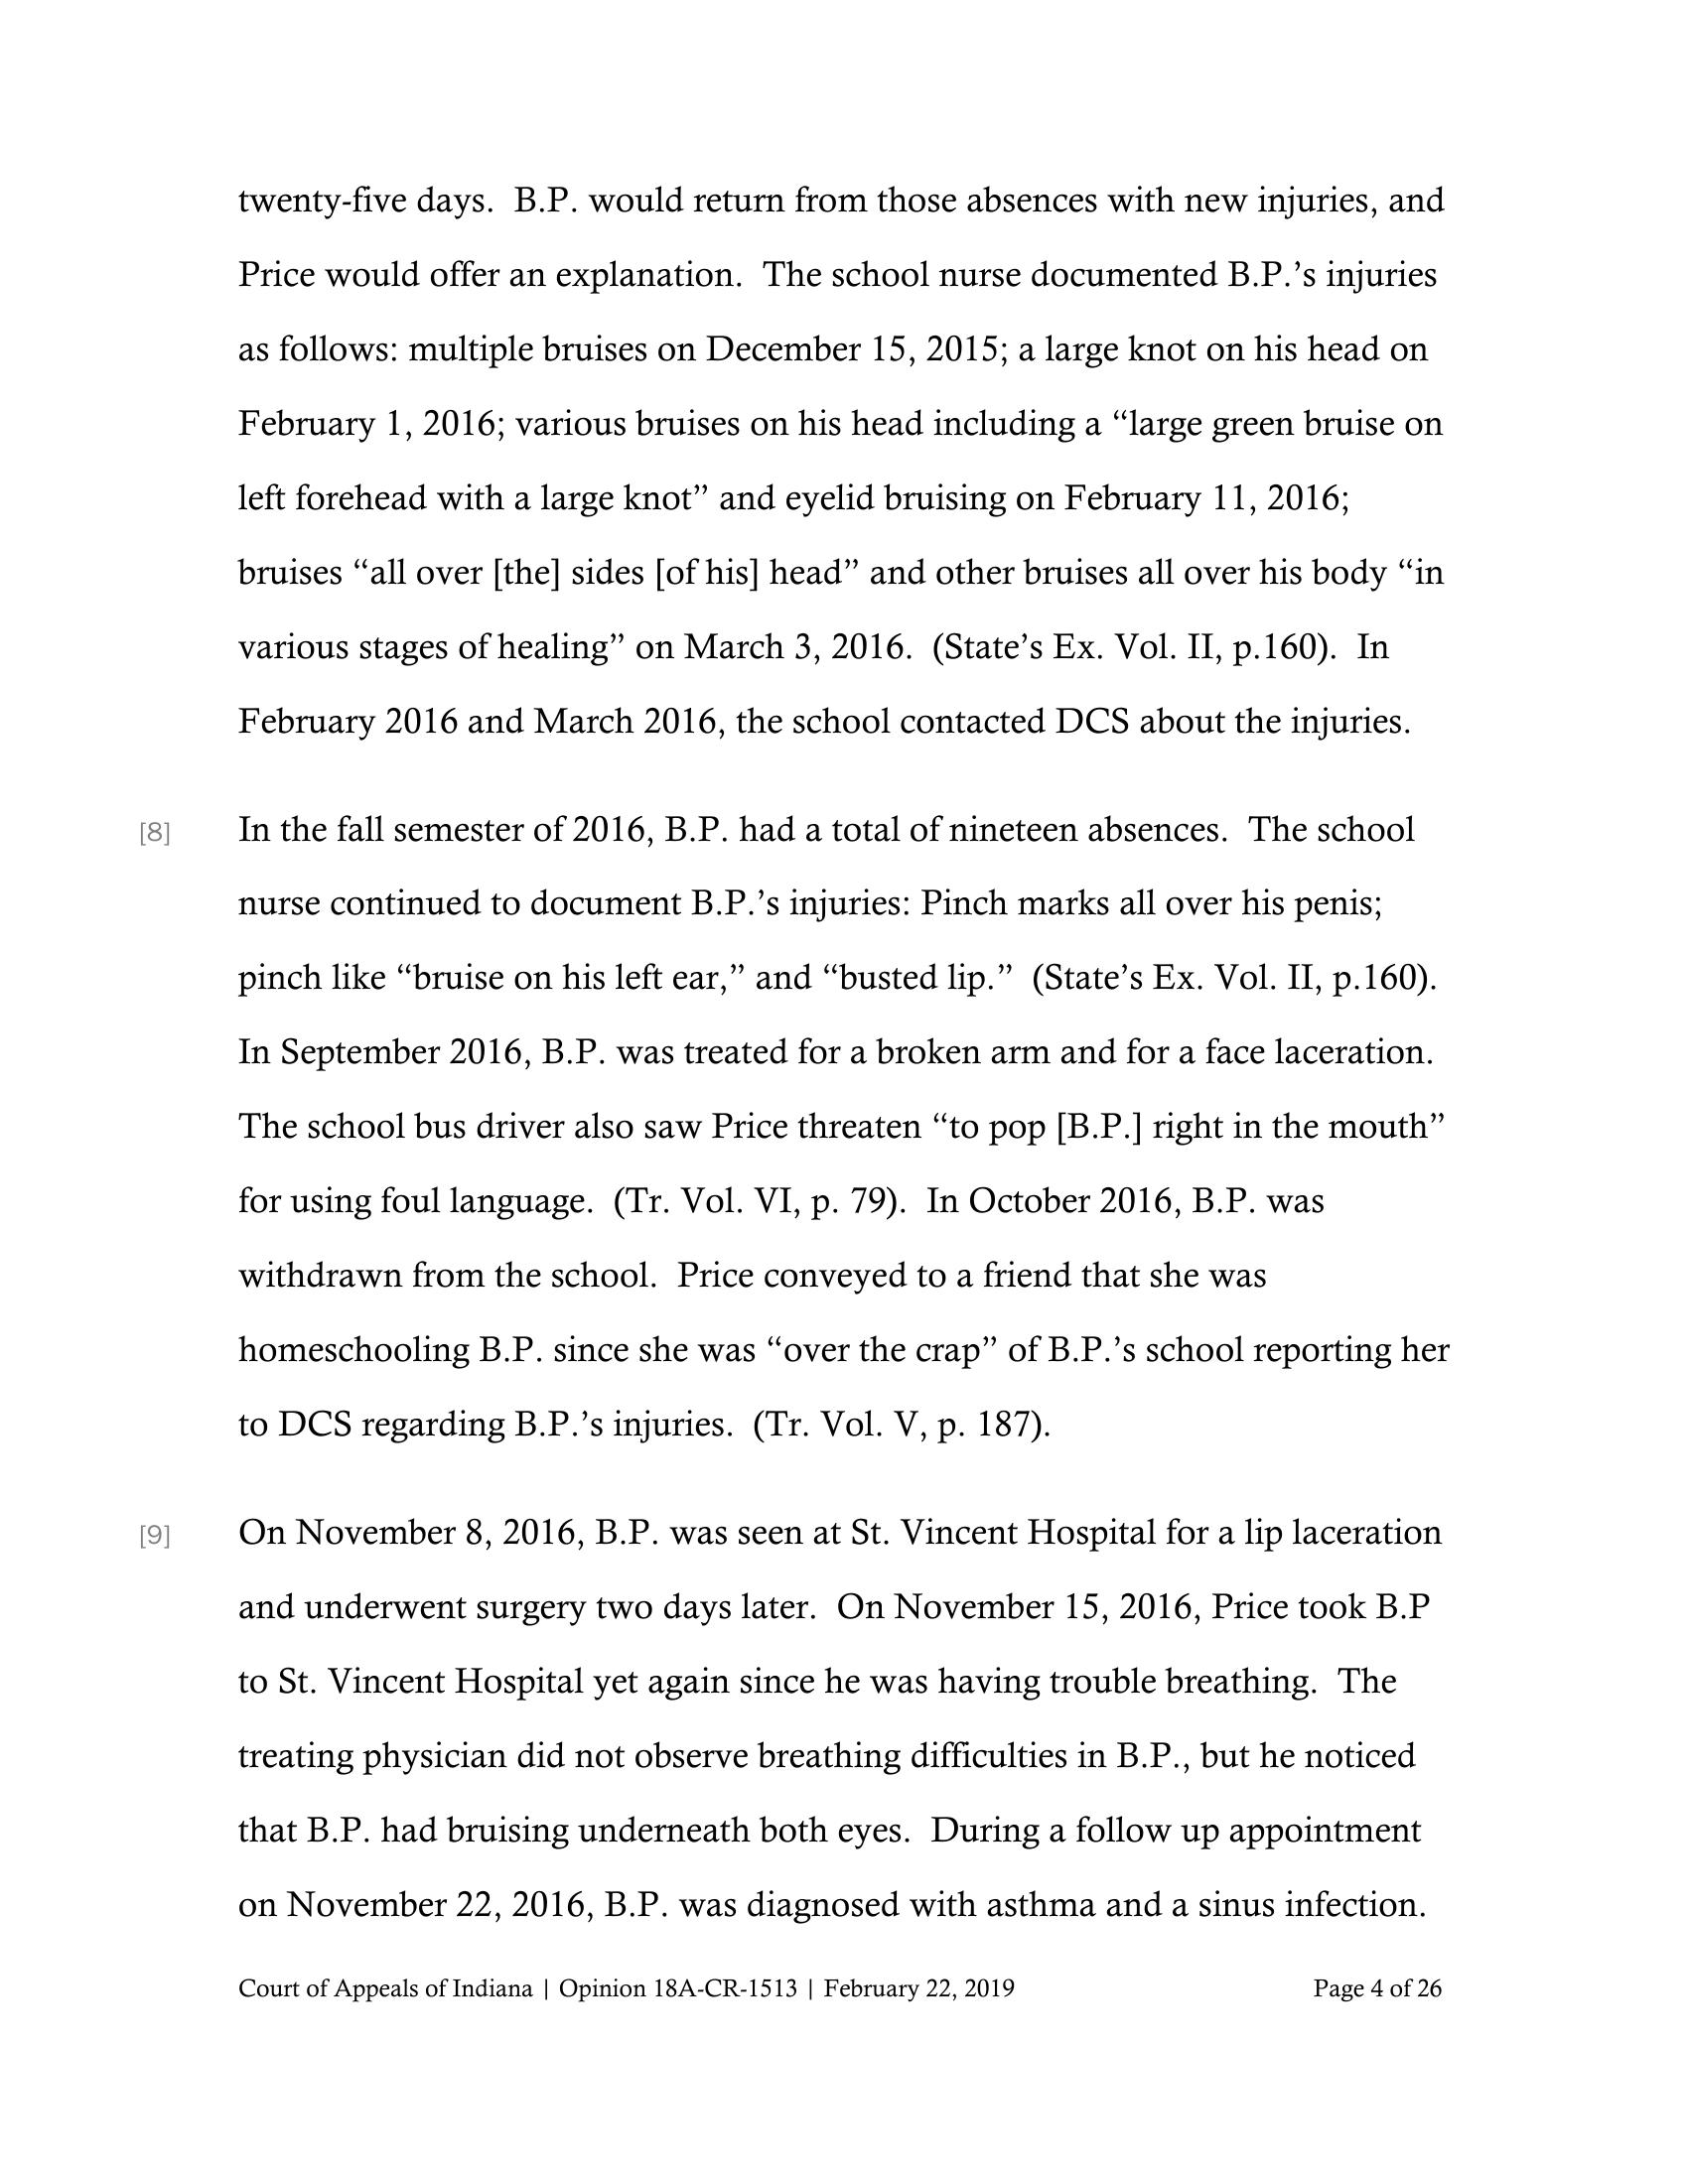 twenty-five days.  B.P. would return from those absences with new injuries, and
Price would offer an explanation.  The school nurse documented B.P.’s injuries
as follows: multiple bruises on December 15, 2015; a large knot on his head on
February 1, 2016; various bruises on his head including a “large green bruise on
left forehead with a large knot” and eyelid bruising on February 11, 2016;
bruises “all over [the] sides [of his] head” and other bruises all over his body “in
various stages of healing” on March 3, 2016.  (State’s Ex. Vol. II, p.160).  In
February 2016 and March 2016, the school contacted DCS about the injuries.
[8] In the fall semester of 2016, B.P. had a total of nineteen absences.  The school
nurse continued to document B.P.’s injuries: Pinch marks all over his penis;
pinch like “bruise on his left ear,” and “busted lip.”  (State’s Ex. Vol. II, p.160).
In September 2016, B.P. was treated for a broken arm and for a face laceration.
The school bus driver also saw Price threaten “to pop [B.P.] right in the mouth”
for using foul language.  (Tr. Vol. VI, p. 79).  In October 2016, B.P. was
withdrawn from the school.  Price conveyed to a friend that she was
homeschooling B.P. since she was “over the crap” of B.P.’s school reporting her
to DCS regarding B.P.’s injuries.  (Tr. Vol. V, p. 187).
[9] On November 8, 2016, B.P. was seen at St. Vincent Hospital for a lip laceration
and underwent surgery two days later.  On November 15, 2016, Price took B.P
to St. Vincent Hospital yet again since he was having trouble breathing.  The
treating physician did not observe breathing difficulties in B.P., but he noticed
that B.P. had bruising underneath both eyes.  During a follow up appointment
on November 22, 2016, B.P. was diagnosed with asthma and a sinus infection.
Court of Appeals of Indiana | Opinion 18A-CR-1513 | February 22, 2019 Page 4 of 26